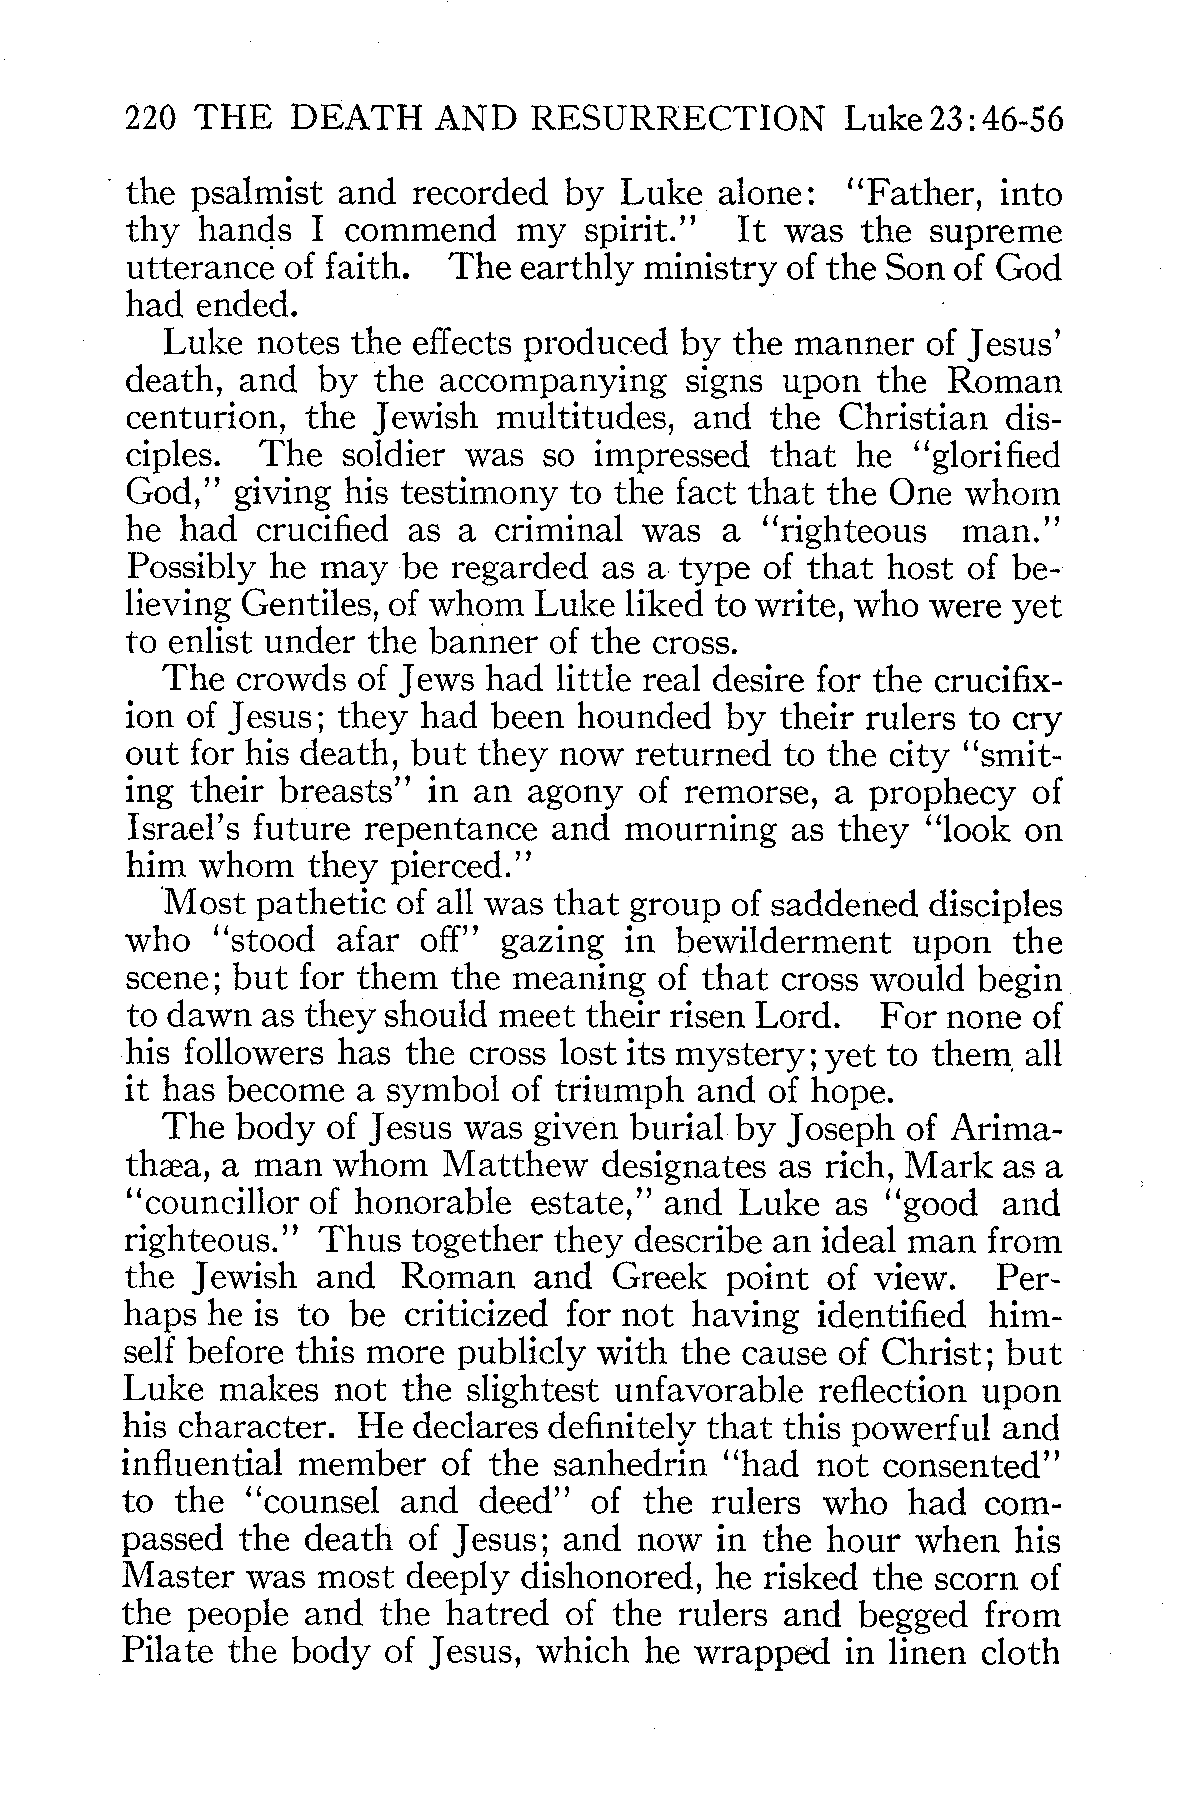 220 THE DEATH AND RESURRECTION Luke 23:46-56
the psalmist and recorded by Luke alone: “Father, into
thy hands I commend my spirit.” It was the supreme
utterance of faith. The earthly ministry of the Son of God
had ended.
Luke notes the effects produced by the manner of Jesus’
death, and by the accompanying signs upon the Roman
centurion, the Jewish multitudes, and the Christian dis-
ciples. The soldier was so impressed that he “glorified
God,” giving his testimony to the fact that the One whom
he had crucified as a criminal was a “righteous man.”
Possibly he may be regarded as a type of that host of be-
lieving Gentiles, of whom Luke liked to write, who were yet
to enlist under the banner of the cross.
The crowds of Jews had little real desire for the crucifix-
ion of Jesus; they had been hounded by their rulers to cry
out for his death, but they now returned to the city “smit-
ing their breasts” in an agony of remorse, a prophecy of
Israel’s future repentance and mourning as they “look on
him whom they pierced.”
Most pathetic of all was that group of saddened disciples
who “stood afar off” gazing in bewilderment upon the
scene; but for them the meaning of that cross would begin
to dawn as they should meet their risen Lord. For none of
his followers has the cross lost its mystery; yet to them all
it has become a symbol of triumph and of hope.
The body of Jesus was given burial by Joseph of Arima-
thæa, a man whom Matthew designates as rich, Mark as a
“councillor of honorable estate,” and Luke as “good and
righteous.” Thus together they describe an ideal man from
the Jewish and Roman and Greek point of view. Per-
haps he is to be criticized for not having identified him-
self before this more publicly with the cause of Christ; but
Luke makes not the slightest unfavorable reflection upon
his character. He declares definitely that this powerful and
influential member of the sanhedrin “had not consented”
to the “counsel and deed” of the rulers who had com-
passed the death of Jesus; and now in the hour when his
Master was most deeply dishonored, he risked the scorn of
the people and the hatred of the rulers and begged from
Pilate the body of Jesus, which he wrapped in linen cloth